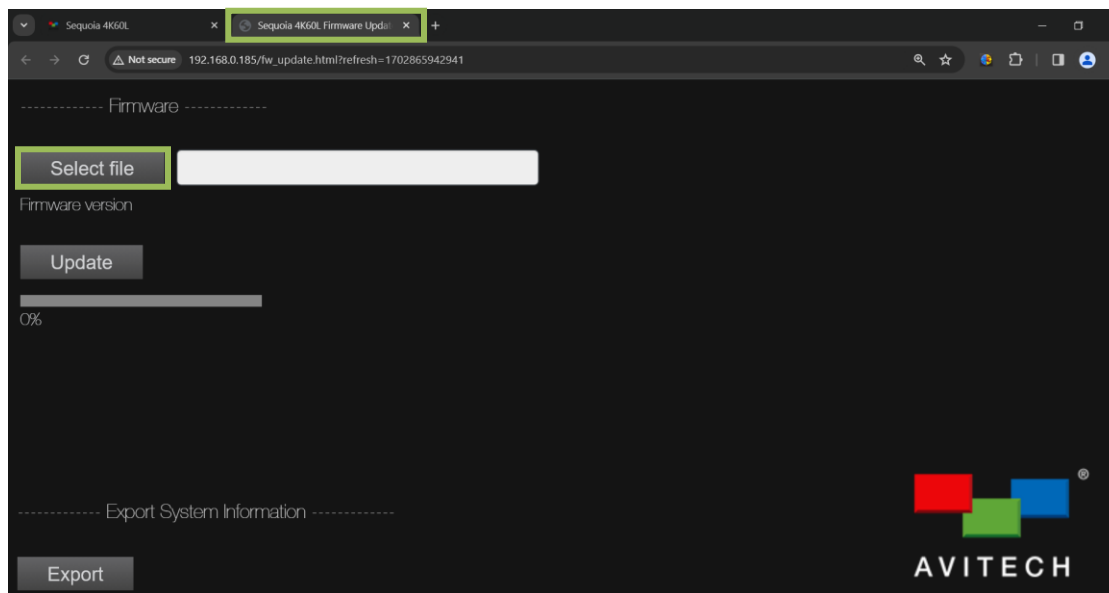 Sequoia 4K60L
Sequoia 4K60L Firmware Updat
Not secure 192.168.0.185/fw_update.html?refresh=1702865942941
------------- Firmware -------------
Select file
Firmware version
Update
0%
------------- Export System Information -------------
®
AVITECH
Export